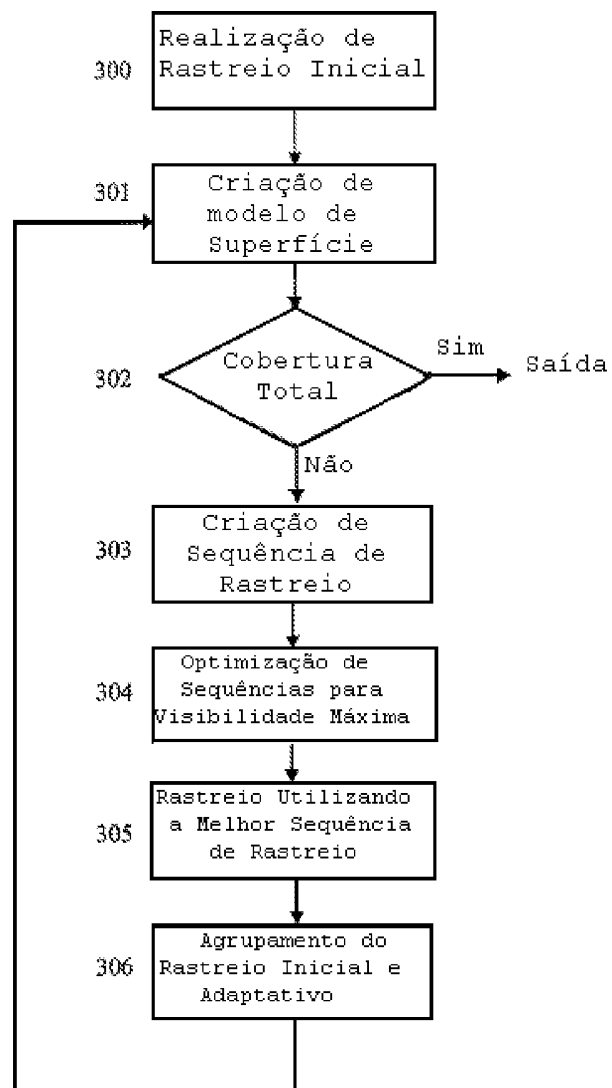 300
Realização de
Rastreio Inicial
301
Criação de
modelo de
Superfície
302
Cobertura
Total
Sim
Saída
Não
303
Criação de
Sequência de
Rastreio
304
Optimização de
Sequências para
Visibilidade Máxima
305
Rastreio Utilizando
a Melhor Sequência
de Rastreio
306
Agrupamento do
Rastreio Inicial e
Adaptativo